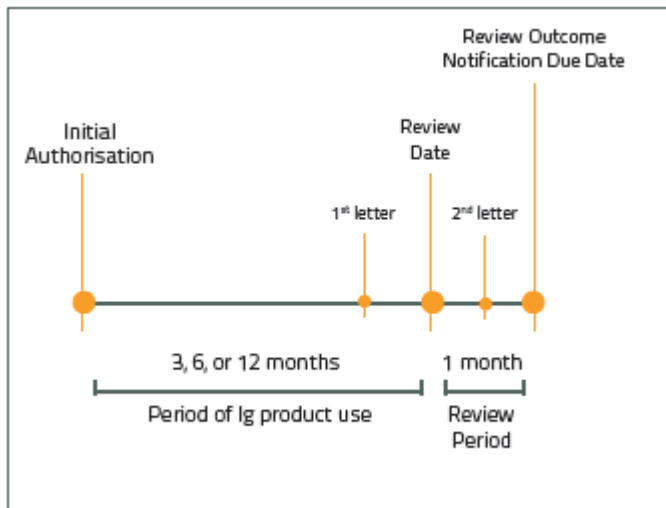 Review Outcome
Notification Due Date
Initial
Authorisation
Review
Date
1st letter
2nd letter
3, 6, or 12 months
1 month
Period of Ig product use
Review
Period